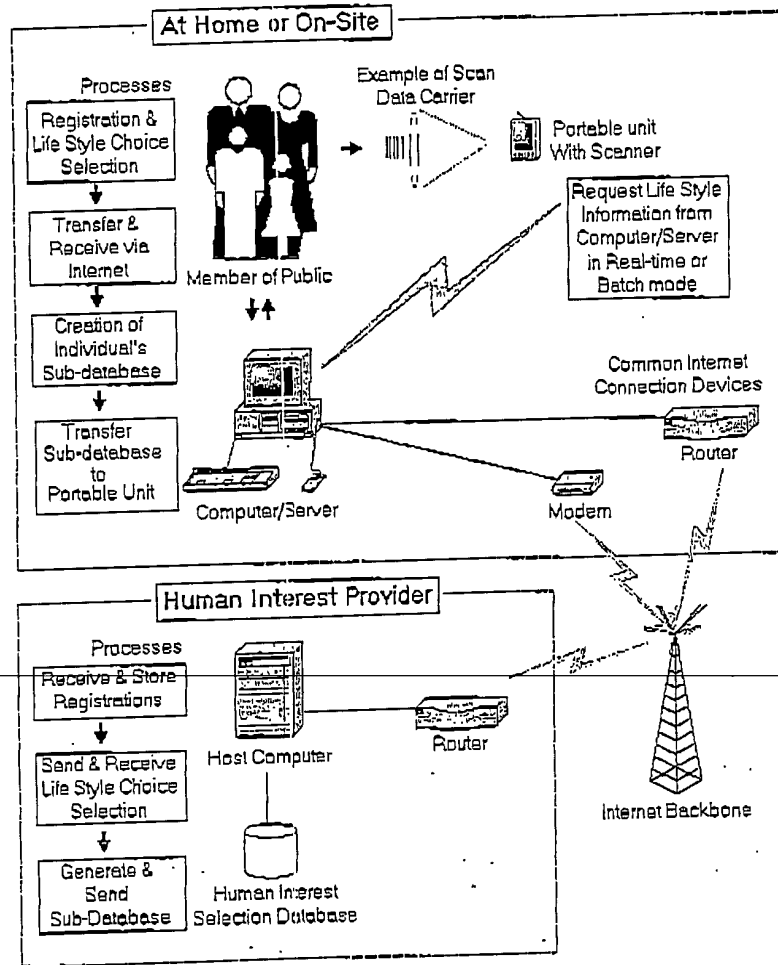 At Home or On-Site
Processes
Registration &
Life Style Choice
Selection
Transfer &
Receive via
Internet
Creation of
Individual's
Sub-database
Transfer
Sub-database
to
Portable Unit
Member of Public
Example of Scan
Data Carrier
Portable unit
With Scanner
Request Life Style
Information from
Computer/Server
in Real-time or
Batch mode
Computer/Server
Common Internet
Connection Devices
Router
Modem
Human Interest Provider
Processes
Receive & Store
Registrations
Send & Receive
Life Style Choice
Selection
Generate &
Send
Sub-Database
Host Computer
Router
Human Interest
Selection Database
Internet Backbone